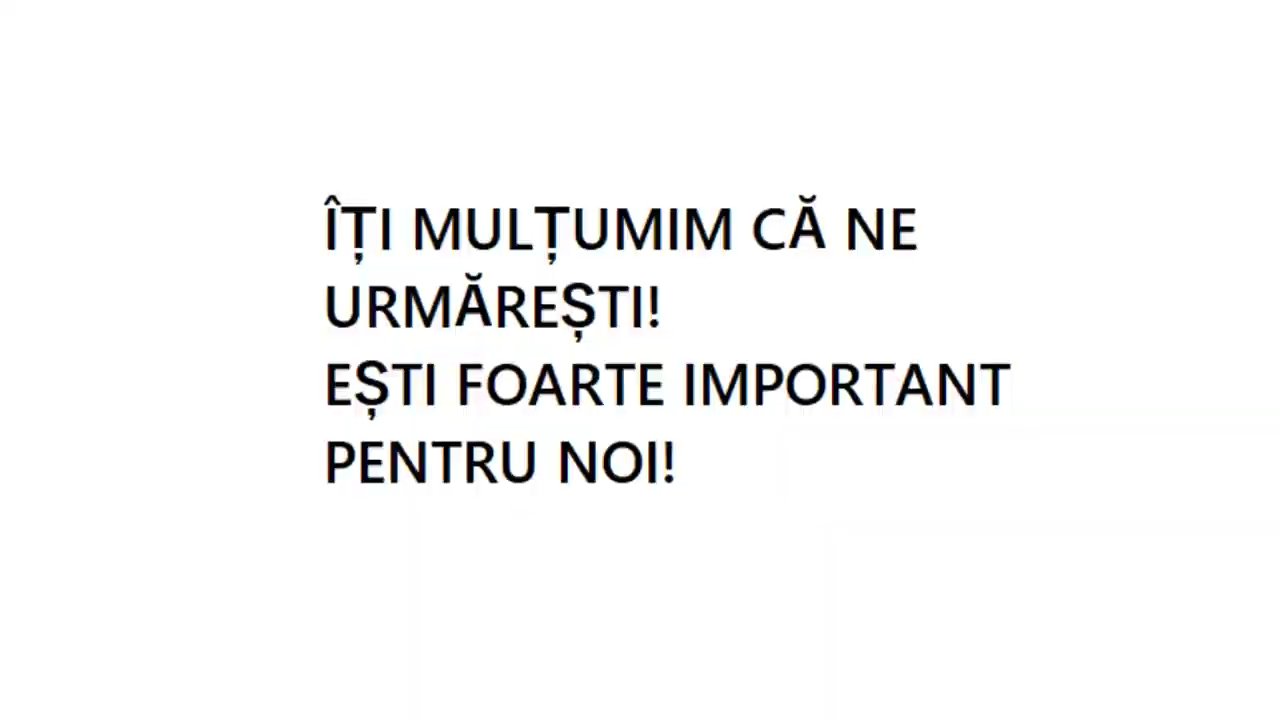 ÎȚI MULȚUMIM CĂ NE
URMĂREȘTI!
EȘTI FOARTE IMPORTANT
PENTRU NOI!